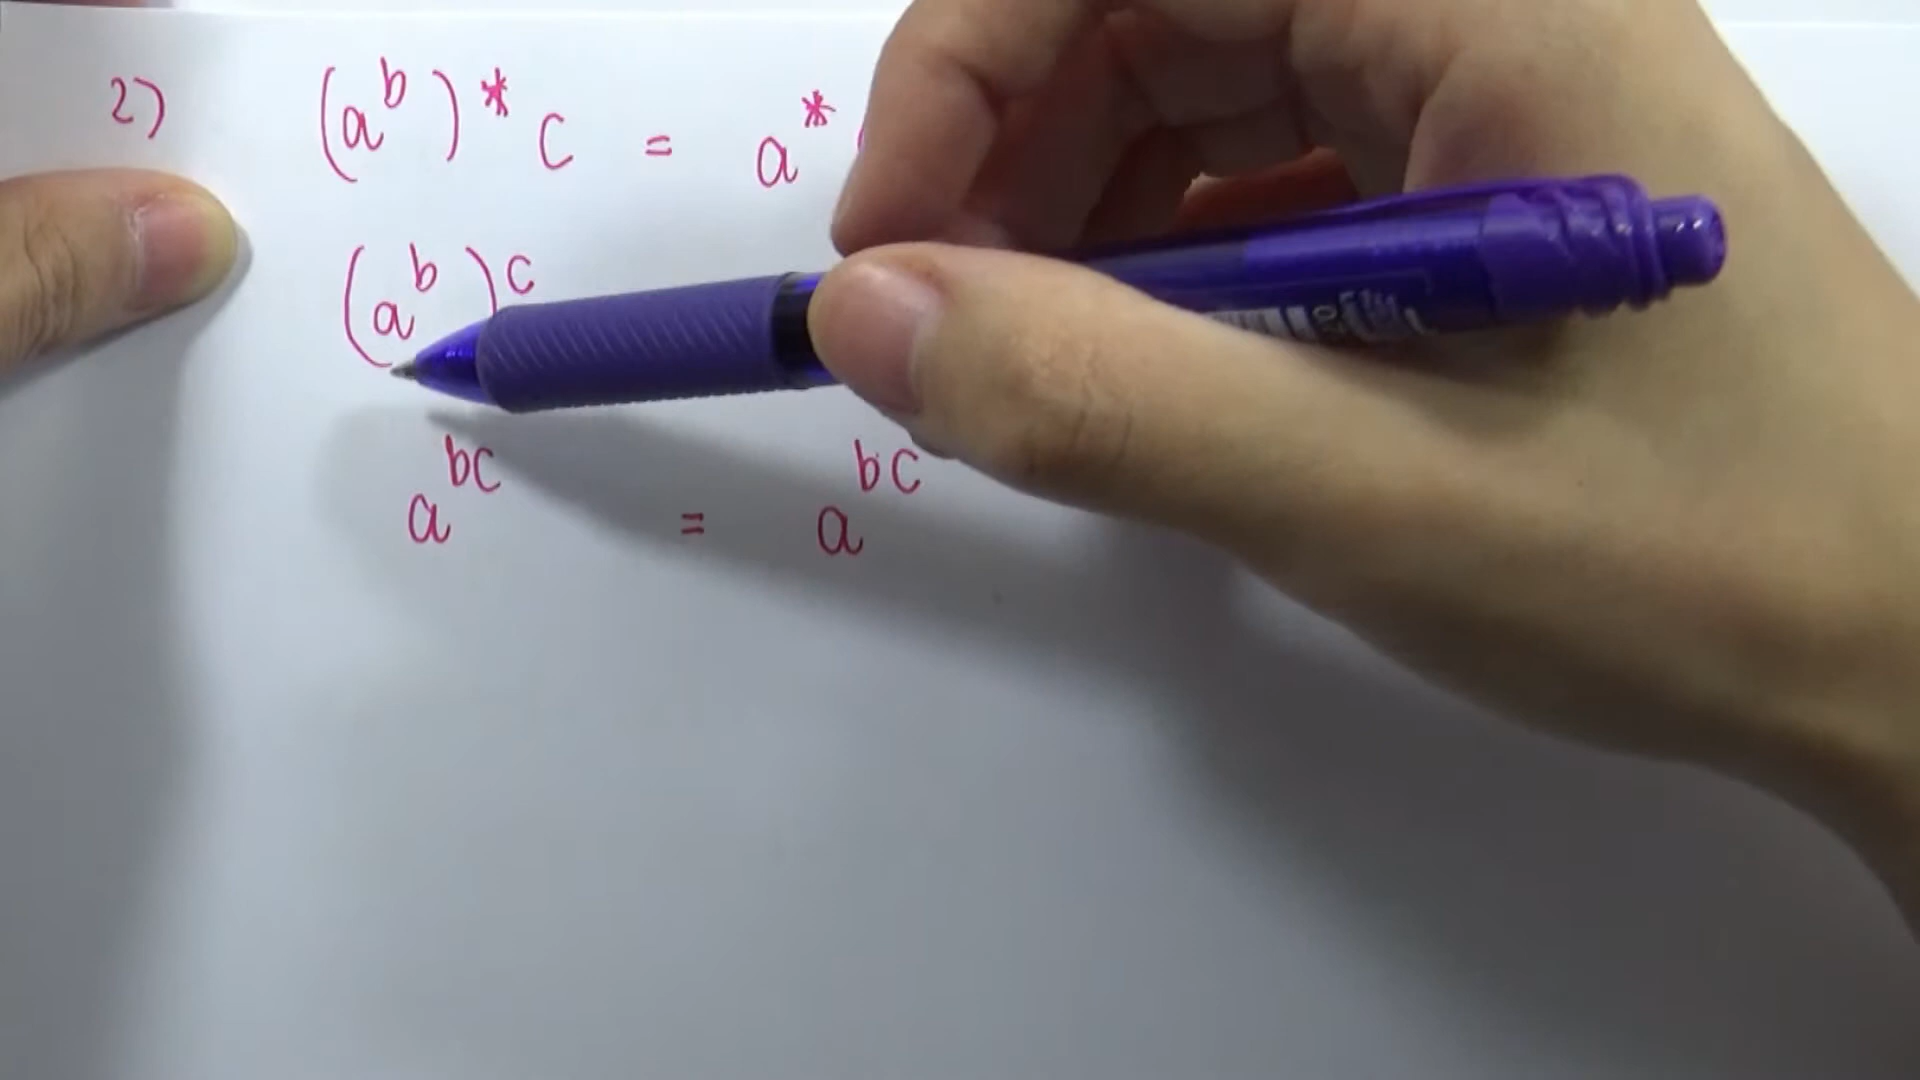 2) (a^b)* c = a* (
(a^b)^c
a^bc = a^bc